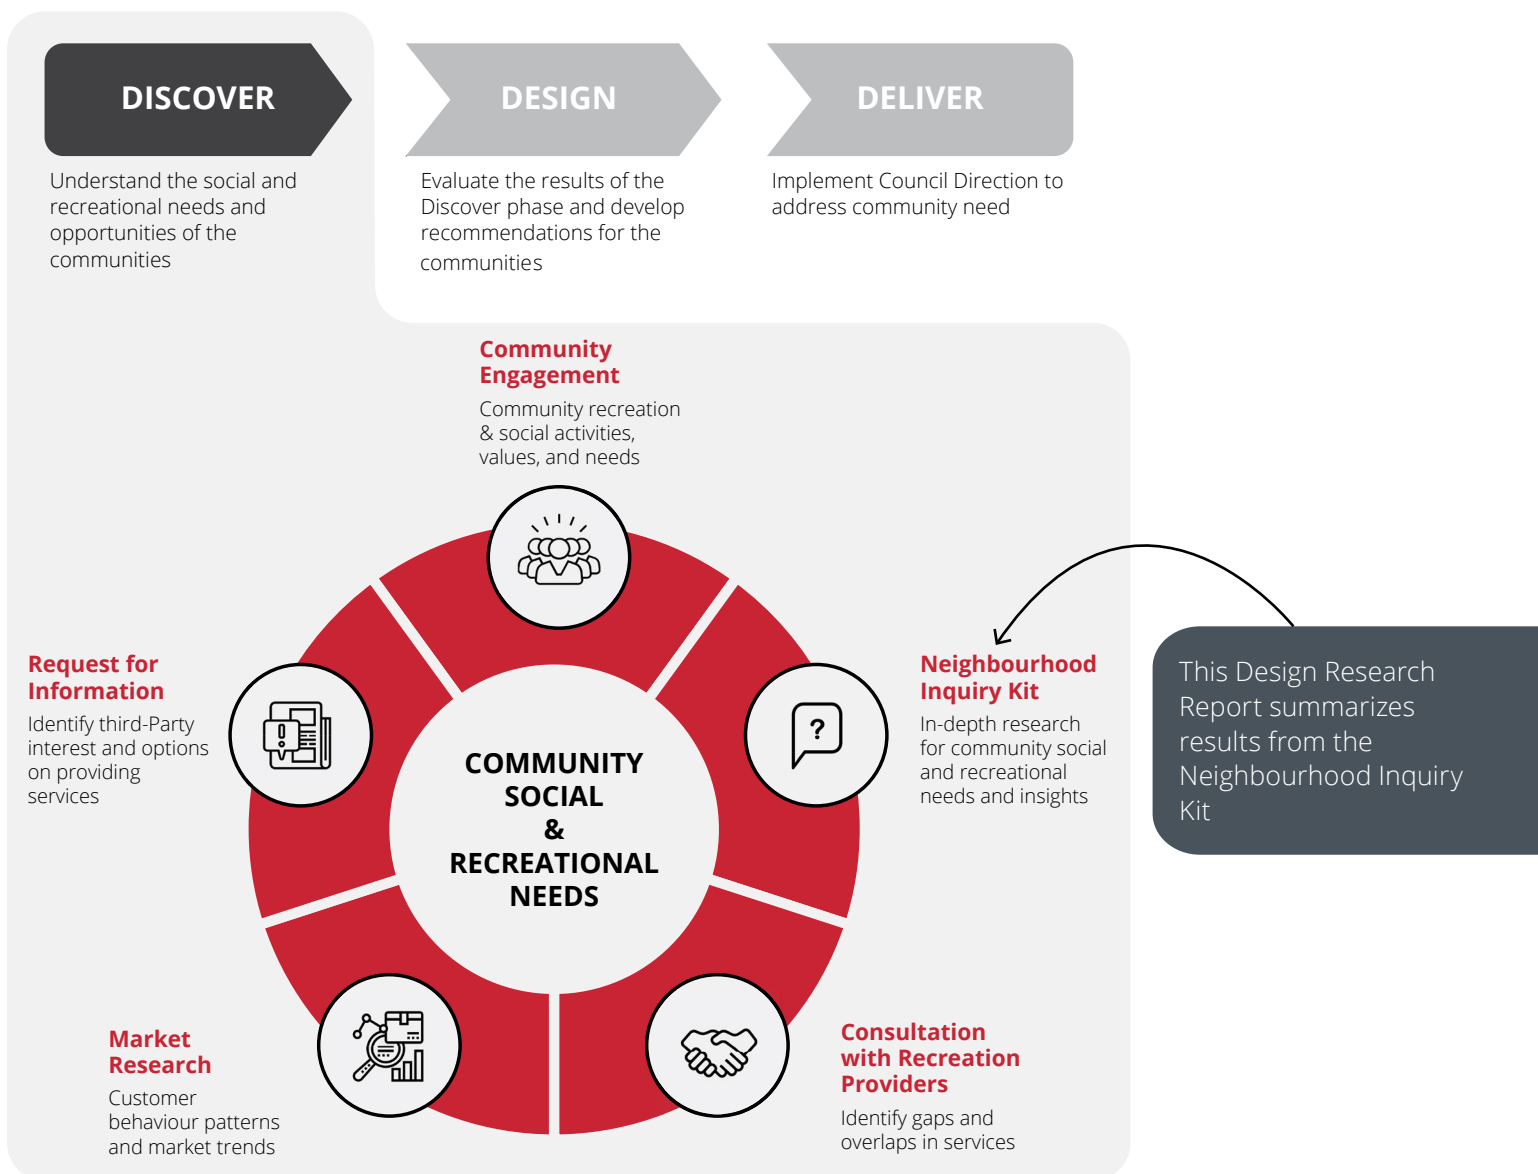 DISCOVER
Understand the social and
recreational needs and
opportunities of the
communities
DESIGN
Evaluate the results of the
Discover phase and develop
recommendations for the
communities
DELIVER
Implement Council Direction to
address community need
Community
Engagement
Community recreation
& social activities,
values, and needs
Request for
Information
Identify third-Party
interest and options
on providing
services
?
Neighbourhood
Inquiry Kit
In-depth research
for community social
and recreational
needs and insights
This Design Research
Report summarizes
results from the
Neighbourhood Inquiry
Kit
COMMUNITY
SOCIAL
&
RECREATIONAL
NEEDS
Market
Research
Customer
behaviour patterns
and market trends
Consultation
with Recreation
Providers
Identify gaps and
overlaps in services